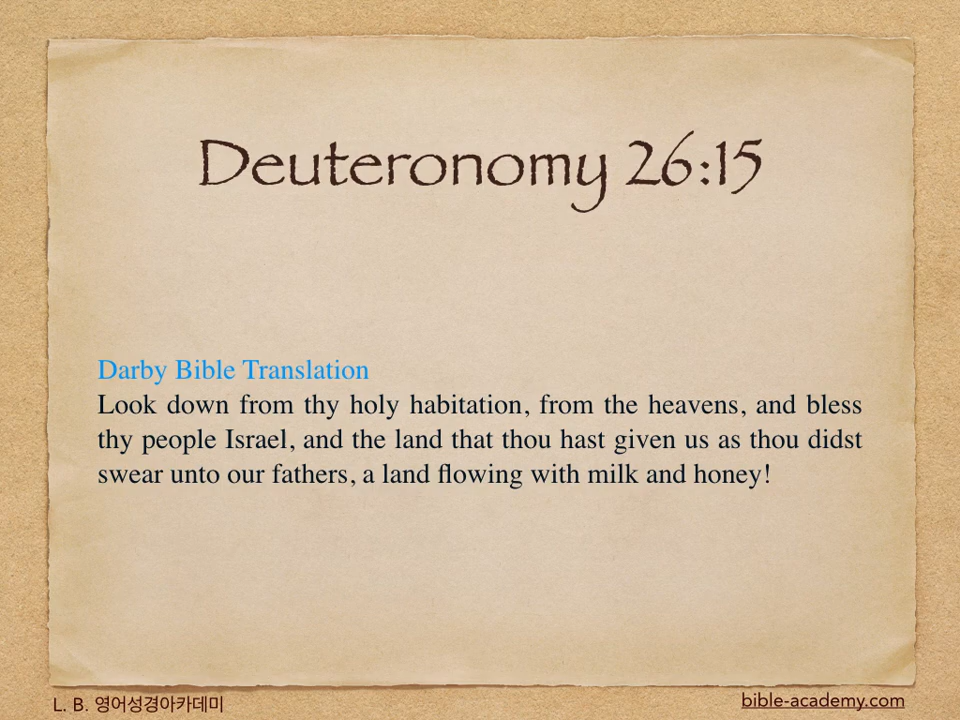 Deuteronomy 26:15
Darby Bible Translation
Look down from thy holy habitation, from the heavens, and bless
thy people Israel, and the land that thou hast given us as thou didst
swear unto our fathers, a land flowing with milk and honey!
L. B. 영어성경아카데미
bible-academy.com